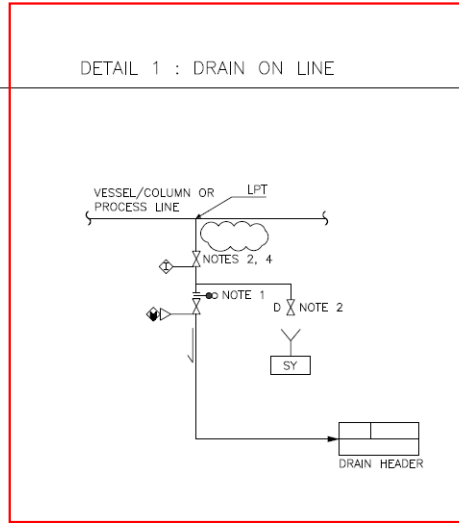 DETAIL 1 : DRAIN ON LINE
VESSEL/COLUMN OR
PROCESS LINE
LPT
NOTES 2, 4
I
NOTE 1
D
NOTE 2
SY
DRAIN HEADER